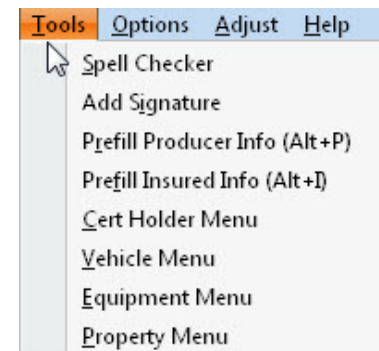 Tools Options Adjust Help
Spell Checker
Add Signature
Prefill Producer Info (Alt+P)
Prefill Insured Info (Alt+I)
Cert Holder Menu
Vehicle Menu
Equipment Menu
Property Menu